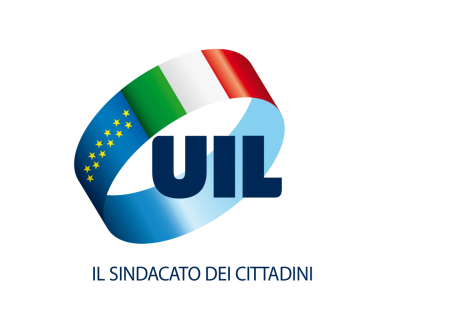 UIL
IL SINDACATO DEI CITTADINI